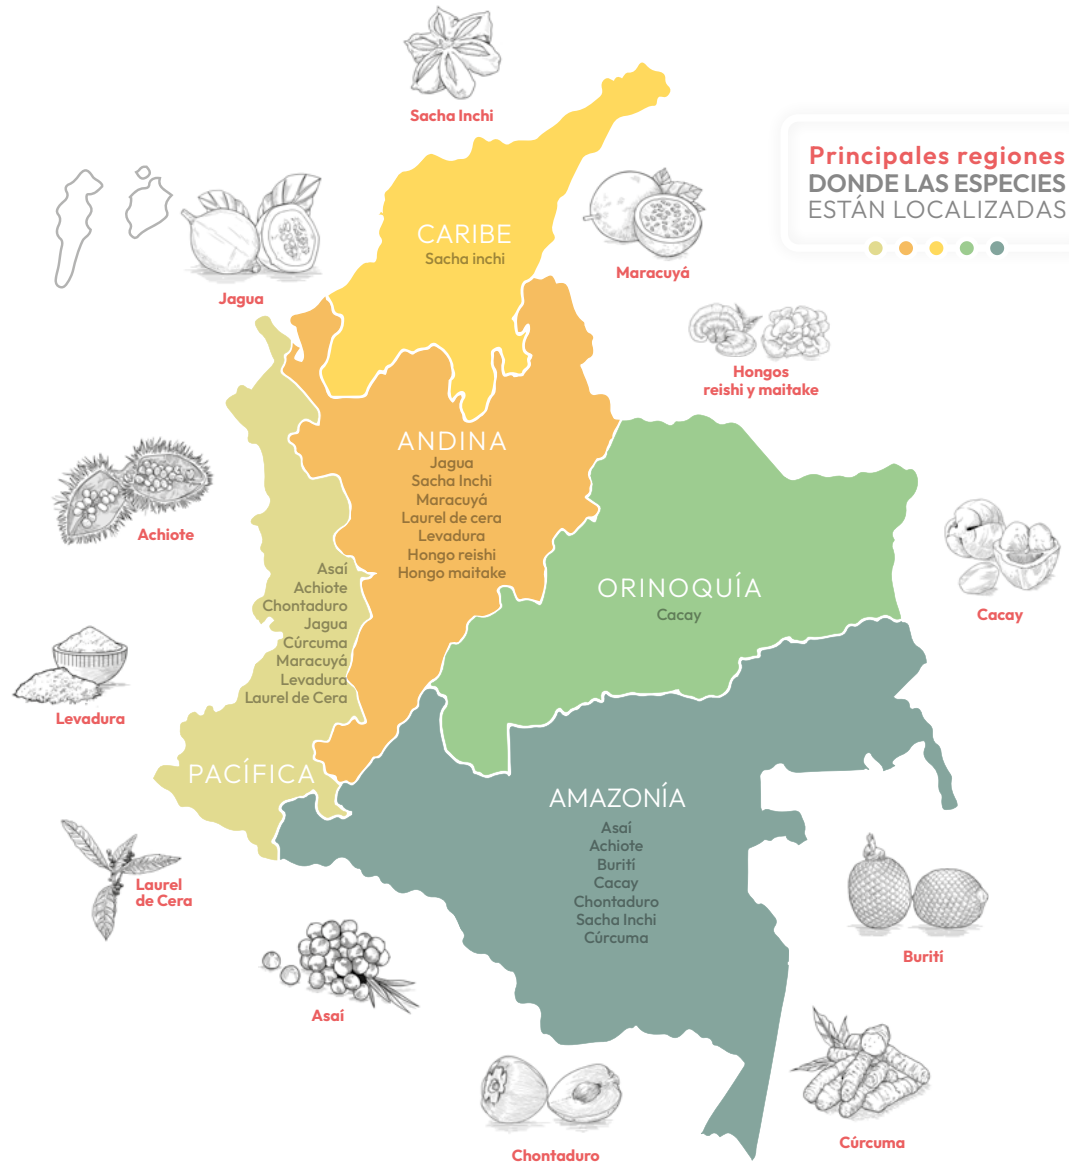 Sacha Inchi
Principales regiones
DONDE LAS ESPECIES
ESTÁN LOCALIZADAS
CARIBE
Sacha inchi
Maracuyá
Jagua
Hongos
reishi y maitake
ANDINA
Jagua
Sacha Inchi
Maracuyá
Laurel de cera
Levadura
Hongo reishi
Hongo maitake
Achiote
Asaí
Achiote
Chontaduro
Jagua
Cúrcuma
Maracuyá
Levadura
Laurel de Cera
PACÍFICA
ORINOQUÍA
Cacay
Cacay
Levadura
AMAZONÍA
Asaí
Achiote
Burití
Cacay
Chontaduro
Sacha Inchi
Cúrcuma
Laurel
de Cera
Burití
Asaí
Cúrcuma
Chontaduro